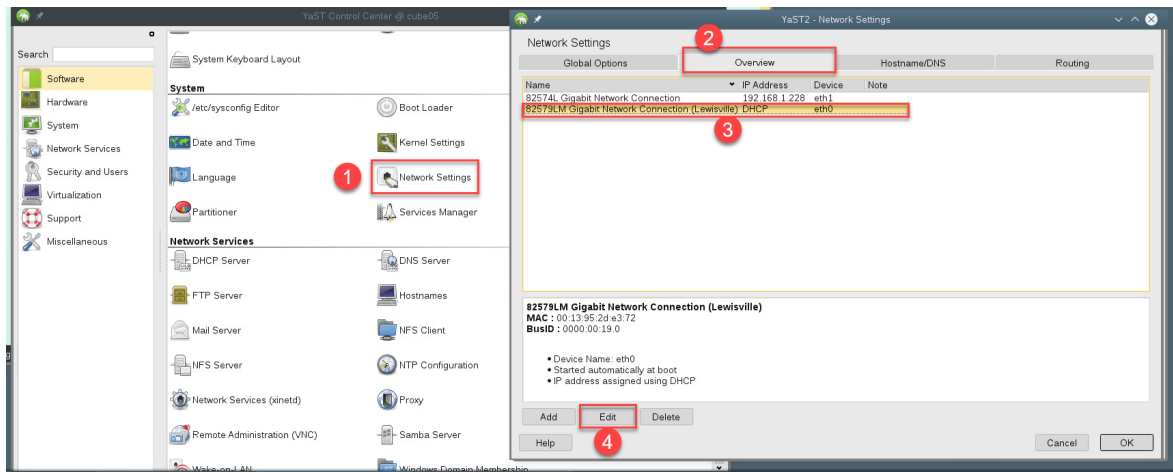 YaST Control Center @ cube05
Search
Software
Hardware
System
Network Services
Security and Users
Virtualization
Support
Miscellaneous
System Keyboard Layout
System
/etc/sysconfig Editor
Boot Loader
Date and Time
Kernel Settings
Language
1
Network Settings
Partitioner
Services Manager
Network Services
DHCP Server
DNS Server
FTP Server
Hostnames
Mail Server
NFS Client
NFS Server
NTP Configuration
Network Services (xinetd)
Proxy
Remote Administration (VNC)
Samba Server
Wake-on-LAN
Windows Domain Membership
YaST2 - Network Settings
Network Settings
2
Global Options
Overview
Hostname/DNS
Routing
Name IP Address Device Note
82574L Gigabit Network Connection 192.168.1.228 eth1
82579LM Gigabit Network Connection (Lewisville) DHCP eth0
3
82579LM Gigabit Network Connection (Lewisville)
MAC : 00:13:95:2d:e3:72
BusID : 0000:00:19.0
• Device Name: eth0
• Started automatically at boot
• IP address assigned using DHCP
Add
Edit
Delete
4
Help
Cancel
OK